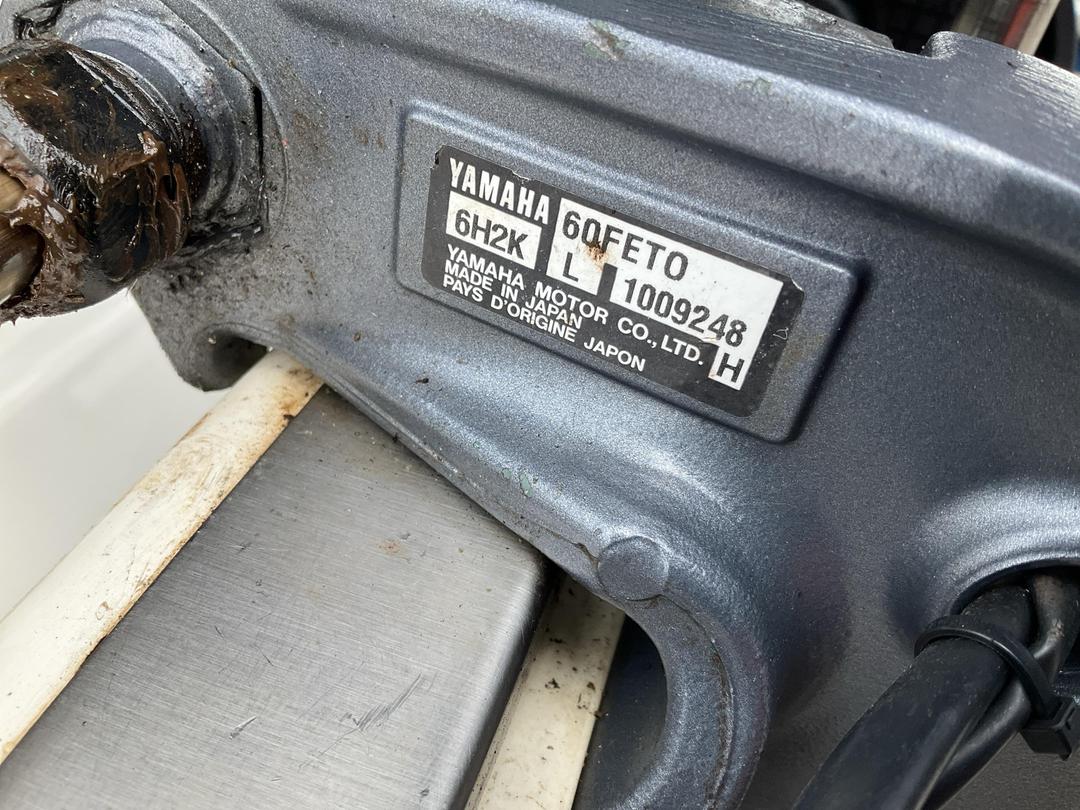 YAMAHA 60FETO
6H2K L 1009248
YAMAHA MOTOR CO., LTD. H
MADE IN JAPAN
PAYS D'ORIGINE JAPON